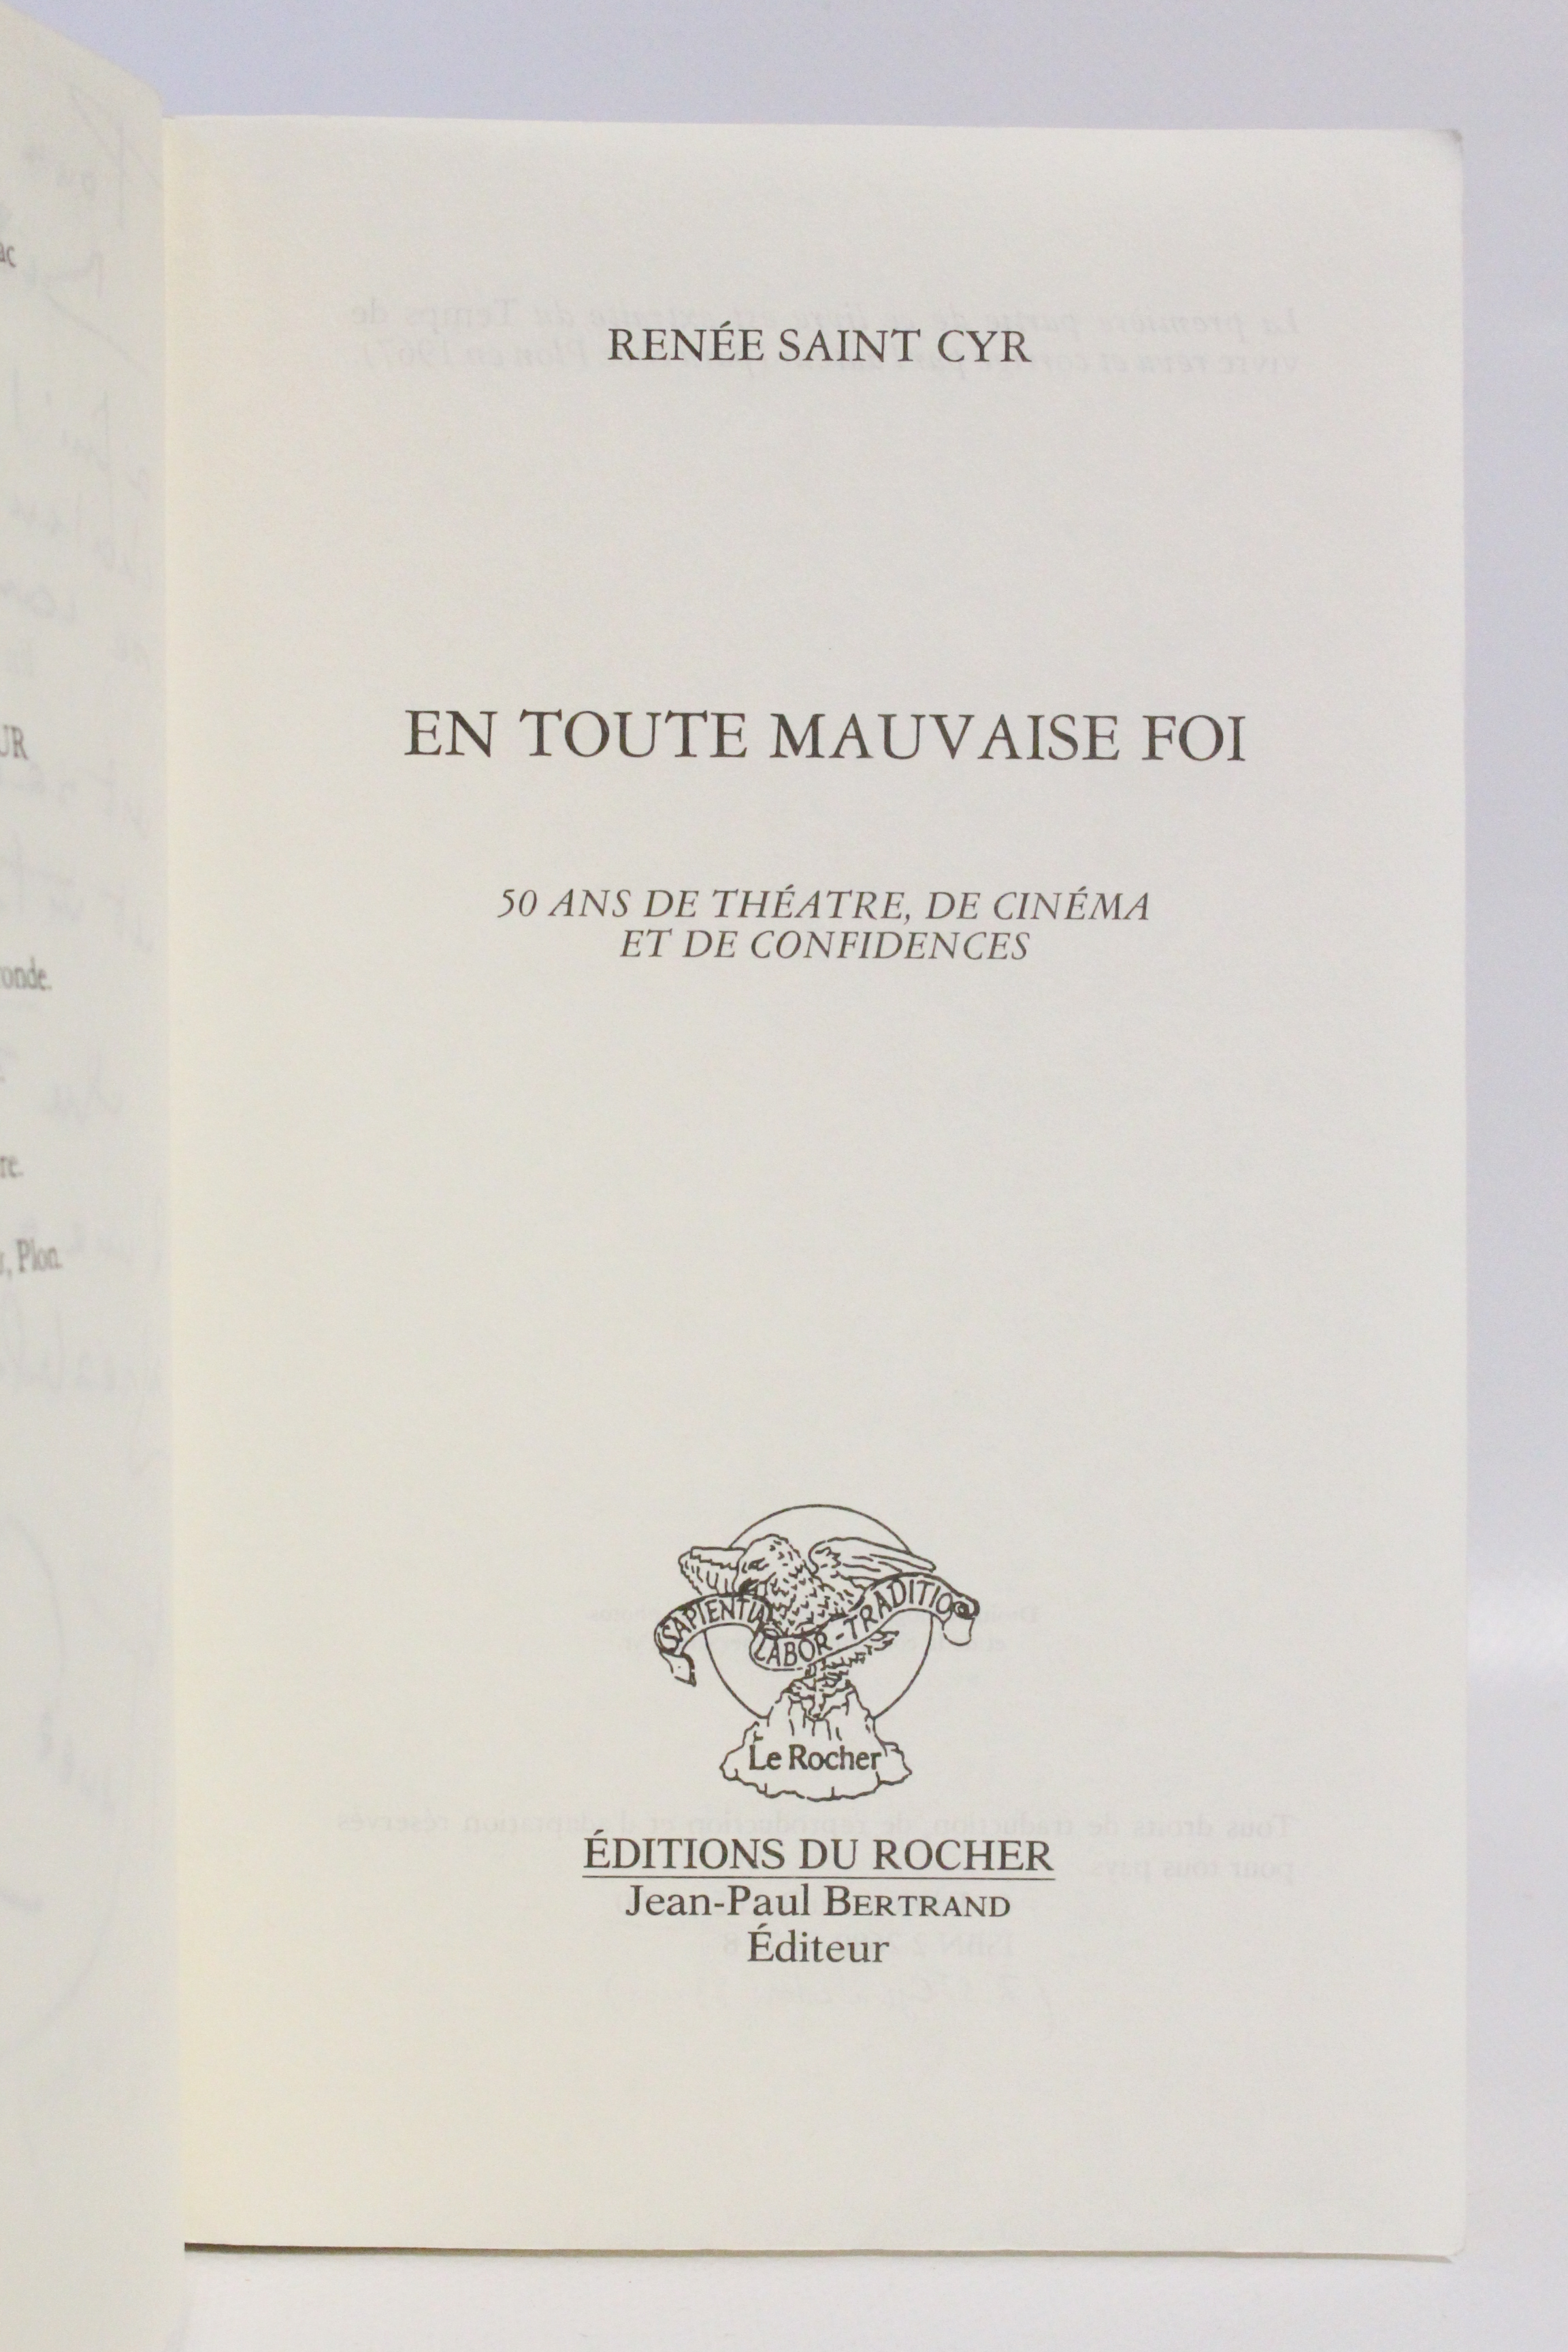 RENÉE SAINT CYR
EN TOUTE MAUVAISE FOI
50 ANS DE THÉATRE, DE CINÉMA
ET DE CONFIDENCES
SAPIENTIA
LABOR-TRADITIO
Le Rocher
ÉDITIONS DU ROCHER
Jean-Paul BERTRAND
Éditeur
Plon.